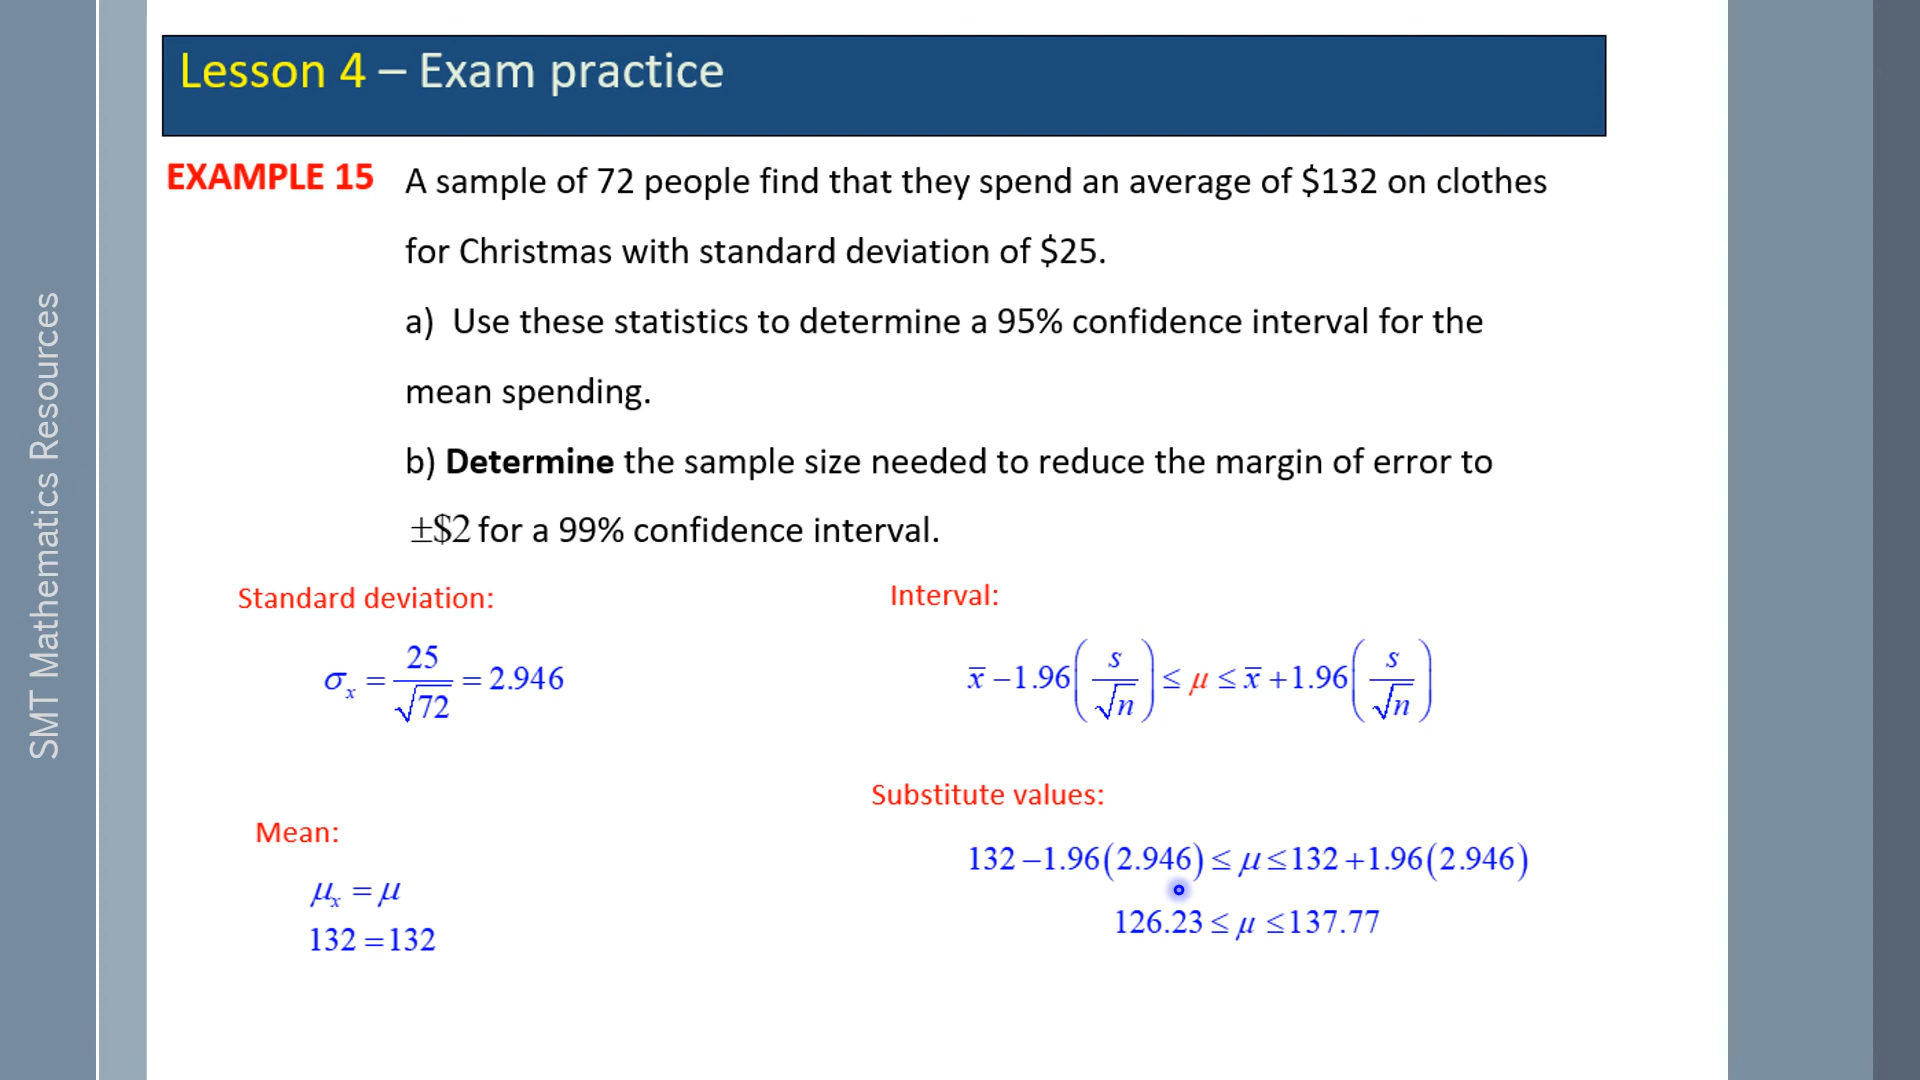 SMT Mathematics Resources
Lesson 4 – Exam practice
EXAMPLE 15 A sample of 72 people find that they spend an average of $132 on clothes
for Christmas with standard deviation of $25.
a) Use these statistics to determine a 95% confidence interval for the
mean spending.
b) Determine the sample size needed to reduce the margin of error to
±$2 for a 99% confidence interval.
Standard deviation:
σₓ = 25/√72 = 2.946
Mean:
μₓ = μ
132 = 132
Interval:
x̄ − 1.96(s/√n) ≤ μ ≤ x̄ + 1.96(s/√n)
Substitute values:
132 − 1.96(2.946) ≤ μ ≤ 132 + 1.96(2.946)
126.23 ≤ μ ≤ 137.77